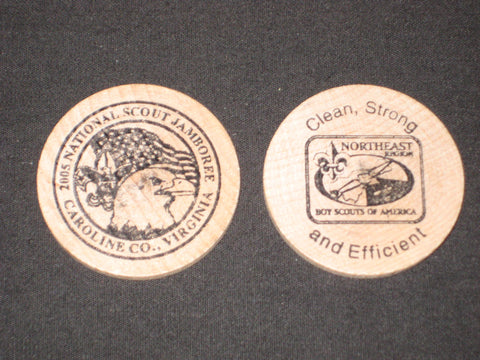 2005 NATIONAL SCOUT JAMBOREE
CAROLINE CO., VIRGINIA
Clean, Strong
NORTHEAST
REGION
BOY SCOUTS OF AMERICA
and Efficient